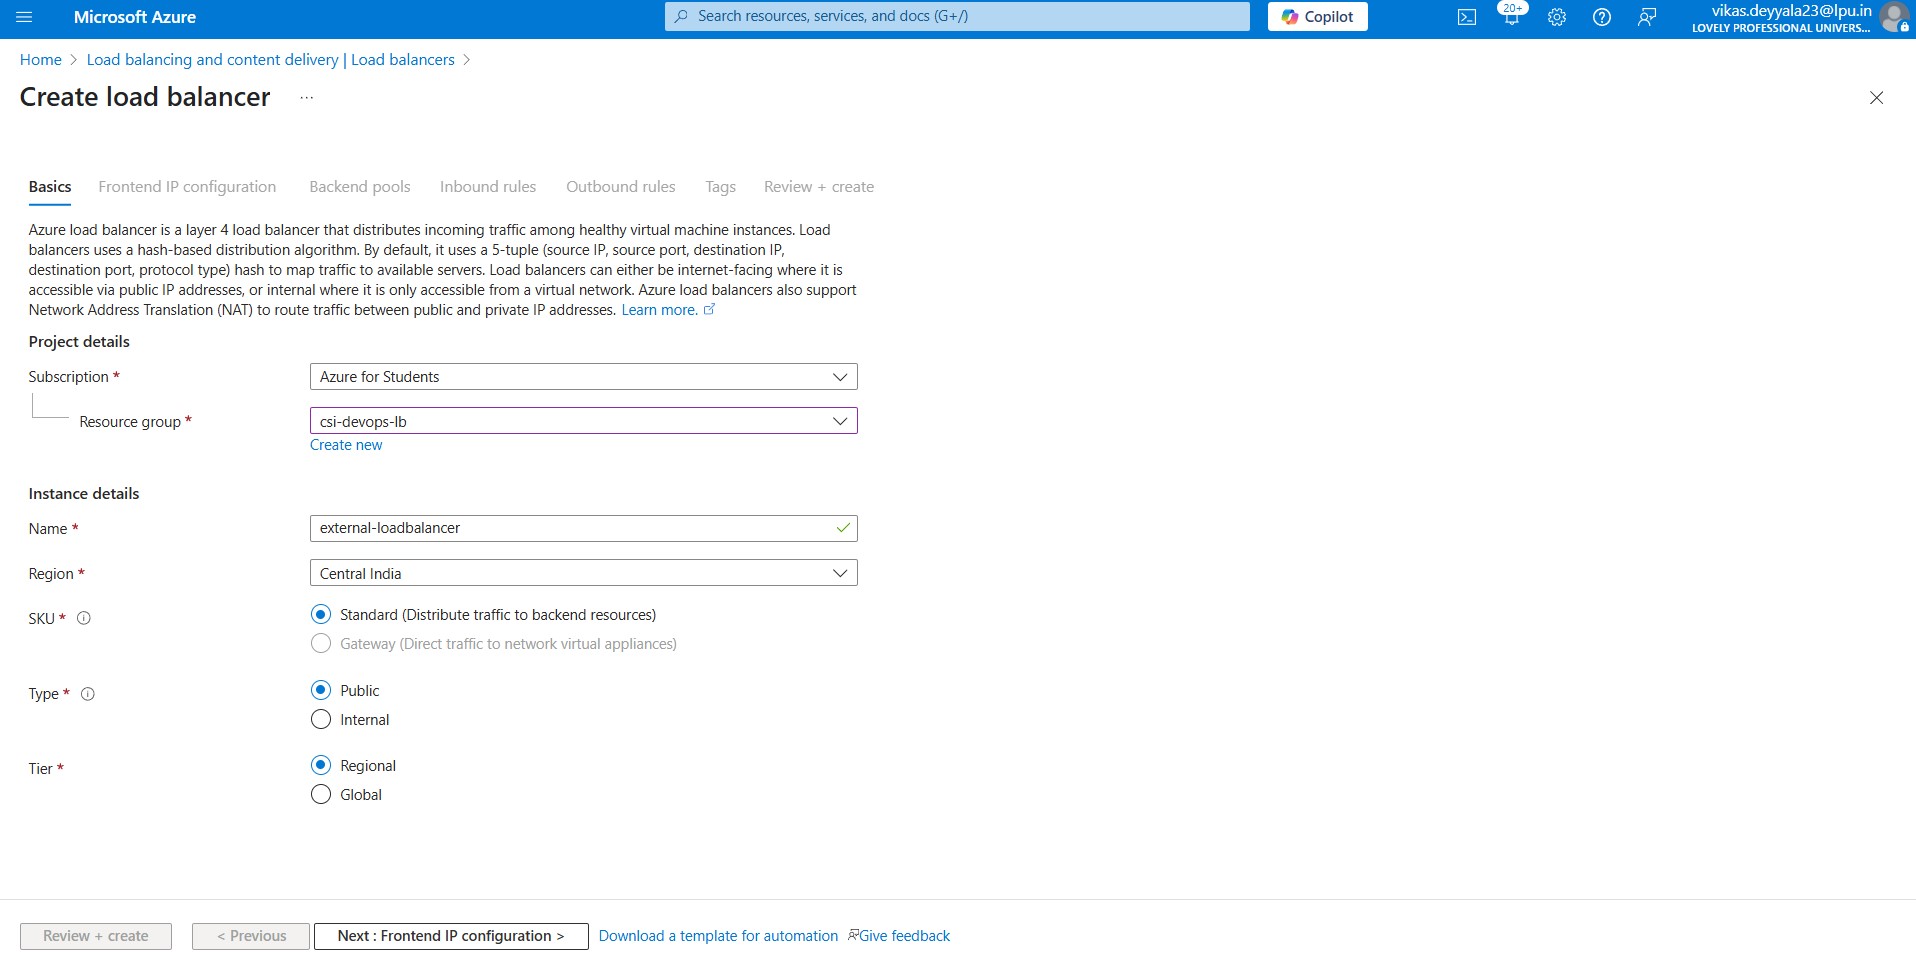 Microsoft Azure
Search resources, services, and docs (G+/)
Copilot
20+
vikas.deyyala23@lpu.in
LOVELY PROFESSIONAL UNIVERS...
Home > Load balancing and content delivery | Load balancers >
Create load balancer ...
Basics Frontend IP configuration Backend pools Inbound rules Outbound rules Tags Review + create
Azure load balancer is a layer 4 load balancer that distributes incoming traffic among healthy virtual machine instances. Load
balancers uses a hash-based distribution algorithm. By default, it uses a 5-tuple (source IP, source port, destination IP,
destination port, protocol type) hash to map traffic to available servers. Load balancers can either be internet-facing where it is
accessible via public IP addresses, or internal where it is only accessible from a virtual network. Azure load balancers also support
Network Address Translation (NAT) to route traffic between public and private IP addresses. Learn more.
Project details
Subscription * Azure for Students
Resource group * csi-devops-lb
Create new
Instance details
Name * external-loadbalancer
Region * Central India
SKU * Standard (Distribute traffic to backend resources)
Gateway (Direct traffic to network virtual appliances)
Type * Public
Internal
Tier * Regional
Global
Review + create < Previous Next : Frontend IP configuration > Download a template for automation Give feedback